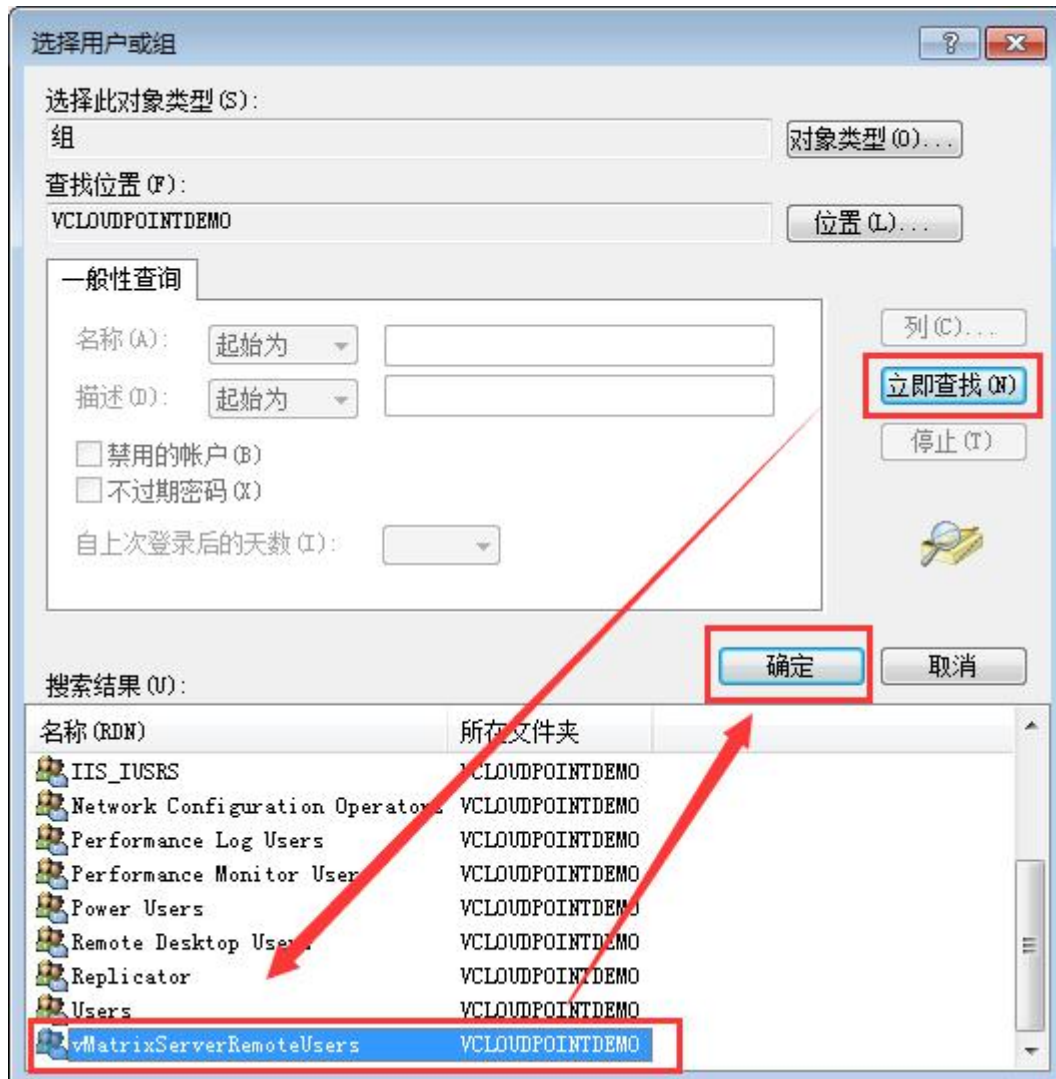 选择用户或组
选择此对象类型(S):
组
对象类型(O)...
查找位置(F):
VCLOUDPOINTDEMO
位置(L)...
一般性查询
名称(A):
起始为
描述(D):
起始为
禁用的帐户(B)
不过期密码(X)
自上次登录后的天数(I):
列(C)...
立即查找(N)
停止(T)
确定
取消
搜索结果(U):
名称(RDN) 所在文件夹
IIS_IUSRS VCLOUDPOINTDEMO
Network Configuration Operators VCLOUDPOINTDEMO
Performance Log Users VCLOUDPOINTDEMO
Performance Monitor Users VCLOUDPOINTDEMO
Power Users VCLOUDPOINTDEMO
Remote Desktop Users VCLOUDPOINTDEMO
Replicator VCLOUDPOINTDEMO
Users VCLOUDPOINTDEMO
vMatrixServerRemoteUsers VCLOUDPOINTDEMO